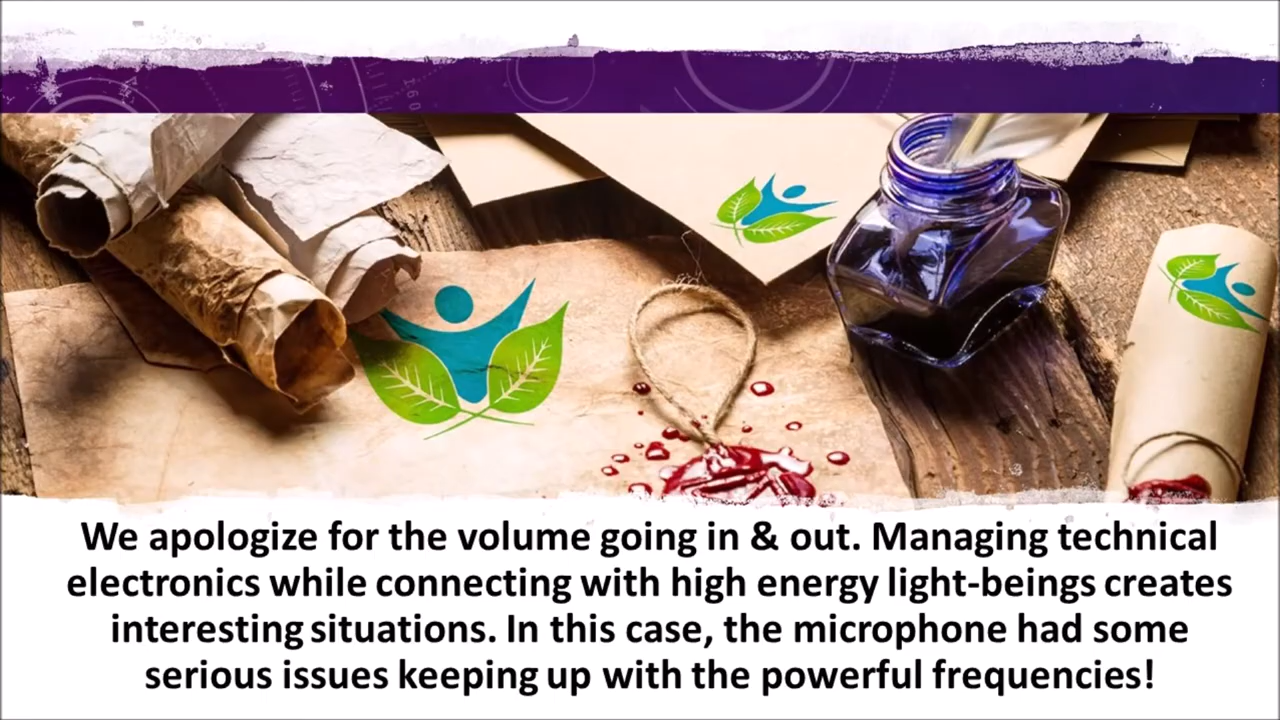 We apologize for the volume going in & out. Managing technical
electronics while connecting with high energy light-beings creates
interesting situations. In this case, the microphone had some
serious issues keeping up with the powerful frequencies!